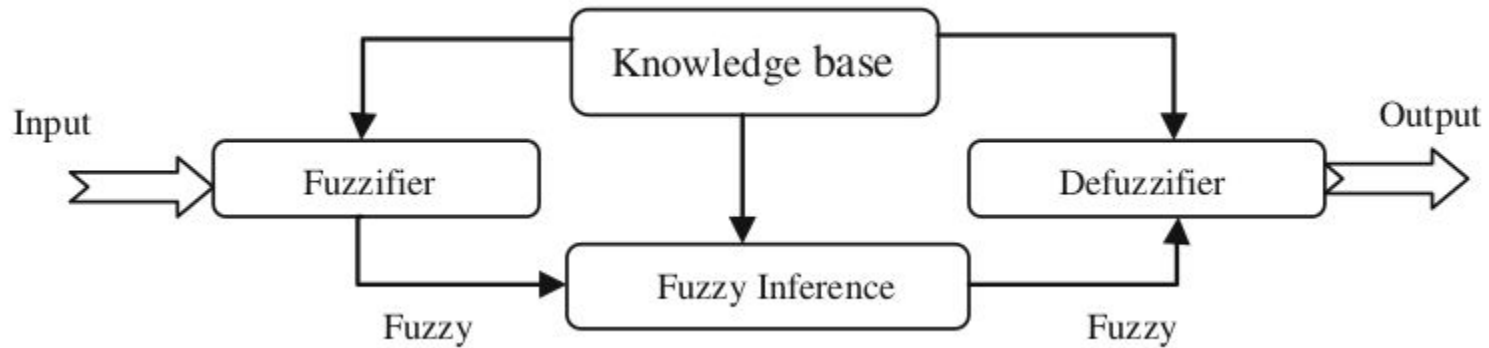 Knowledge base
Input
Output
Fuzzifier
Defuzzifier
Fuzzy Inference
Fuzzy
Fuzzy